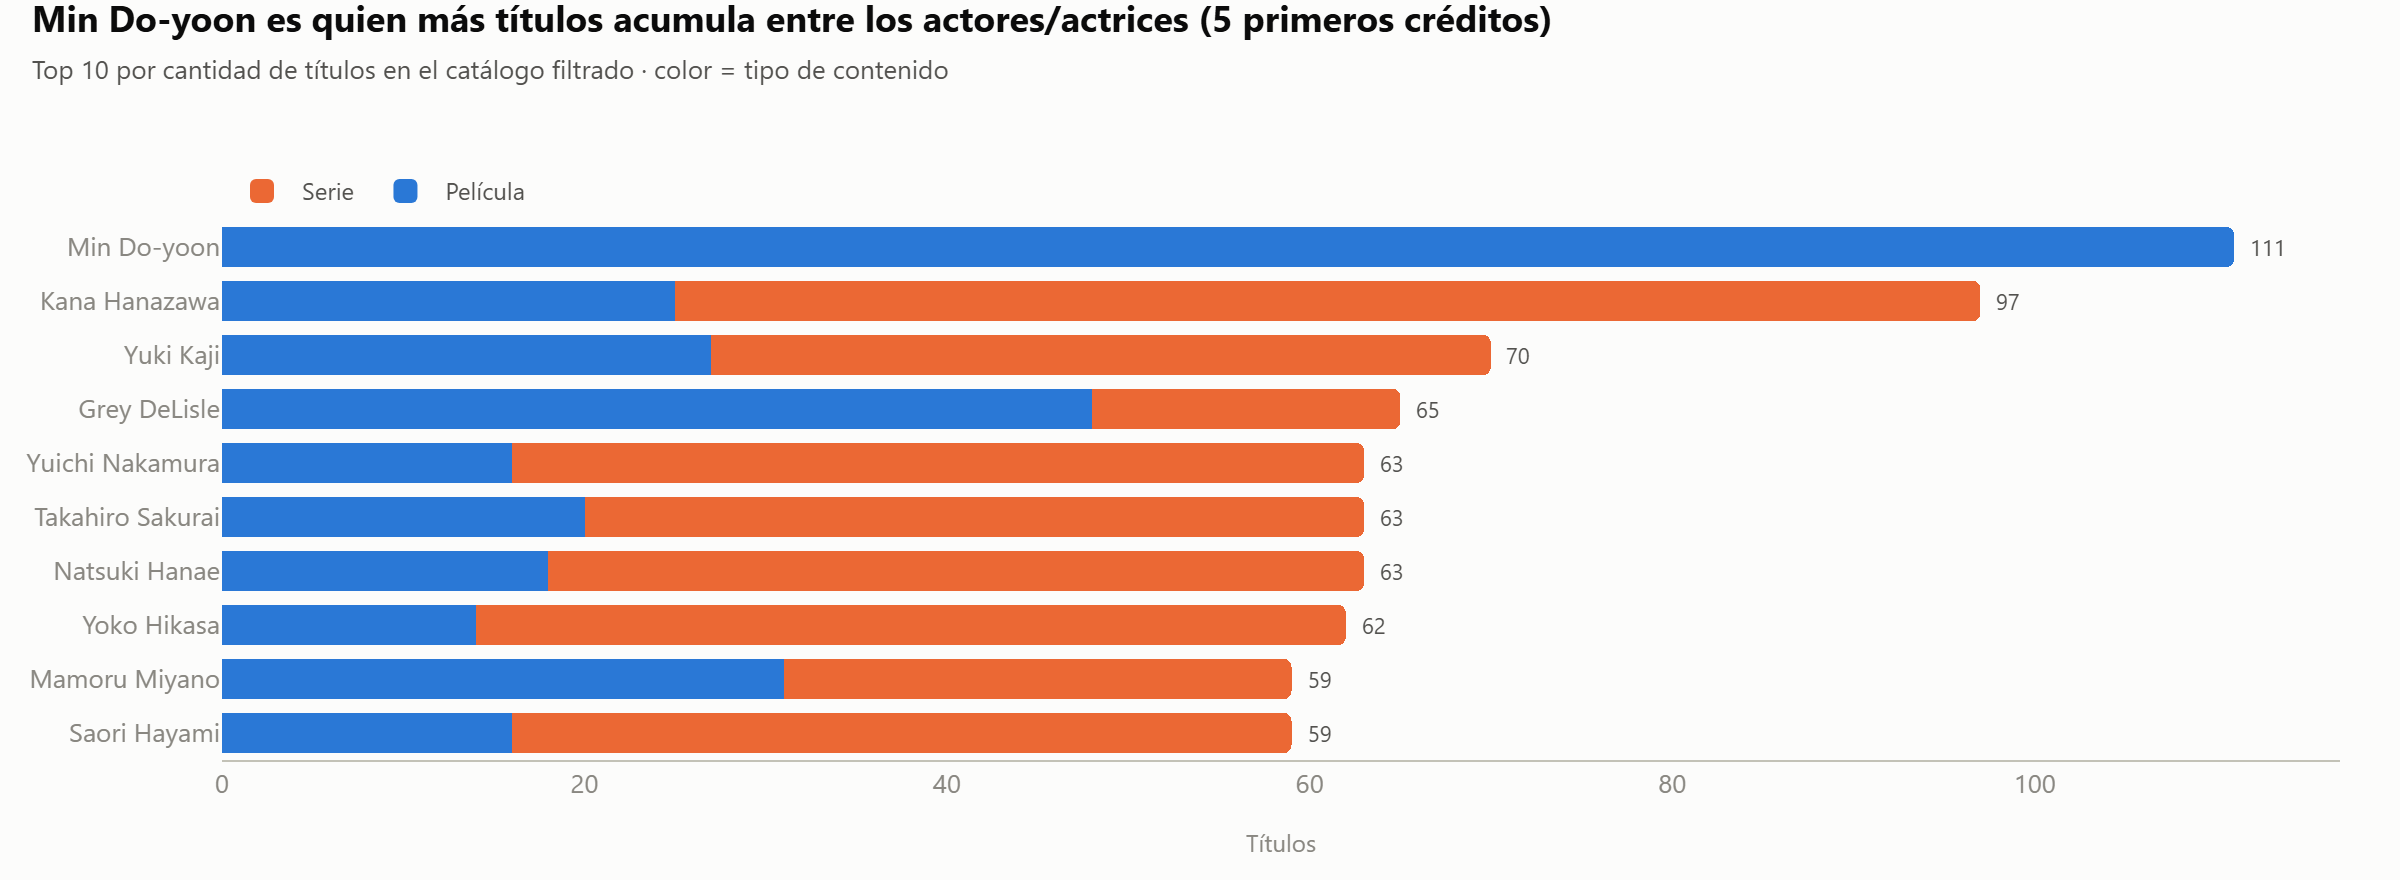 Min Do-yoon es quien más títulos acumula entre los actores/actrices (5 primeros créditos)
Top 10 por cantidad de títulos en el catálogo filtrado · color = tipo de contenido
Serie Película
Min Do-yoon 111
Kana Hanazawa 97
Yuki Kaji 70
Grey DeLisle 65
Yuichi Nakamura 63
Takahiro Sakurai 63
Natsuki Hanae 63
Yoko Hikasa 62
Mamoru Miyano 59
Saori Hayami 59
0 20 40 60 80 100
Títulos